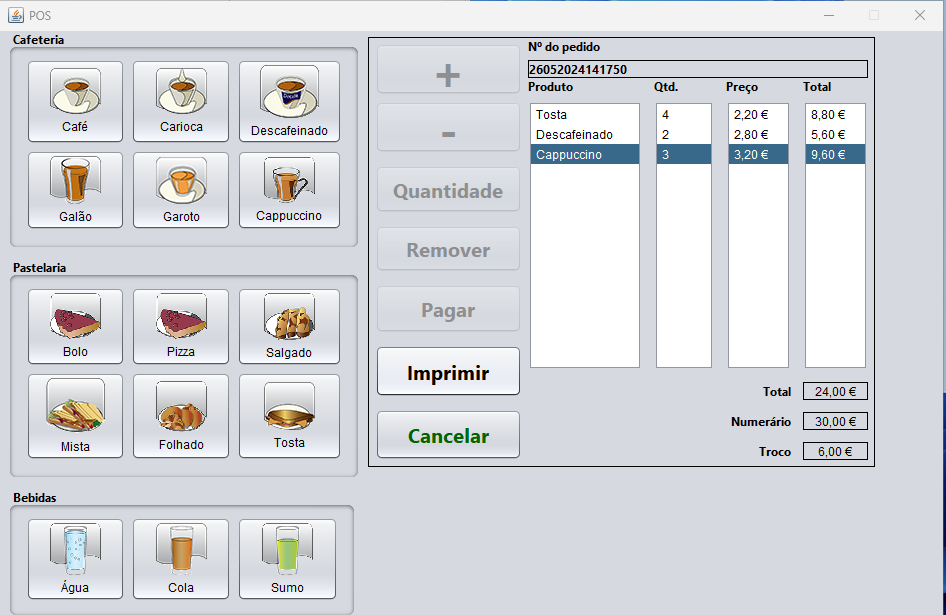 POS
Cafeteria
Café
Carioca
Descafeinado
Galão
Garoto
Cappuccino
Pastelaria
Bolo
Pizza
Salgado
Mista
Folhado
Tosta
Bebidas
Água
Cola
Sumo
+
-
Quantidade
Remover
Pagar
Imprimir
Cancelar
Nº do pedido
26052024141750
Produto Qtd. Preço Total
Tosta 4 2,20 € 8,80 €
Descafeinado 2 2,80 € 5,60 €
Cappuccino 3 3,20 € 9,60 €
Total 24,00 €
Numerário 30,00 €
Troco 6,00 €